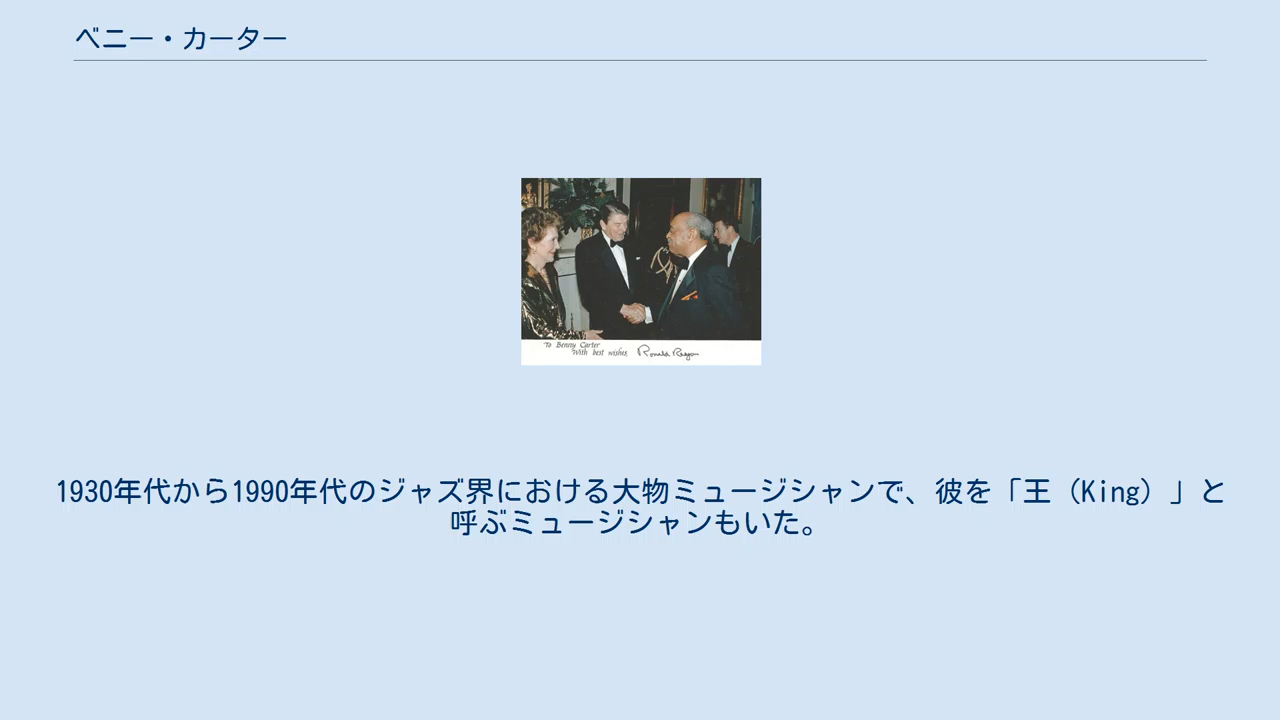 ベニー・カーター
To Benny Carter
With best wishes, Ronald Reagan
1930年代から1990年代のジャズ界における大物ミュージシャンで、彼を「王（King）」と
呼ぶミュージシャンもいた。